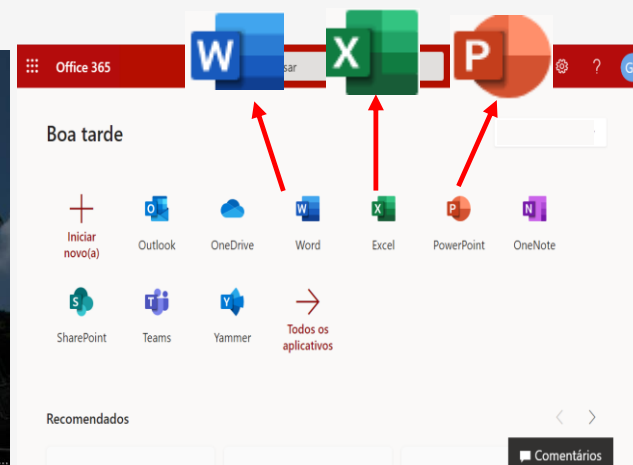 W X P
Office 365 sar ? G
Boa tarde
Iniciar
novo(a) Outlook OneDrive Word Excel PowerPoint OneNote
SharePoint Teams Yammer Todos os
aplicativos
Recomendados
Comentários